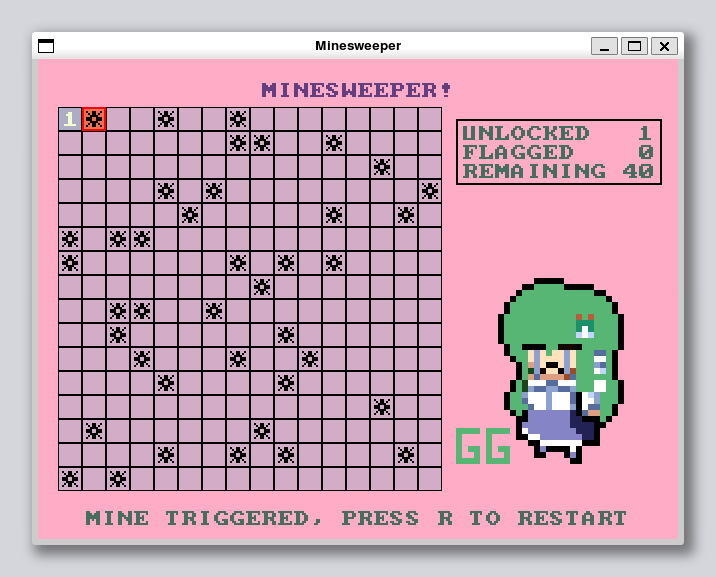 Minesweeper
MINESWEEPER!
1
UNLOCKED 1
FLAGGED 0
REMAINING 40
GG
MINE TRIGGERED, PRESS R TO RESTART